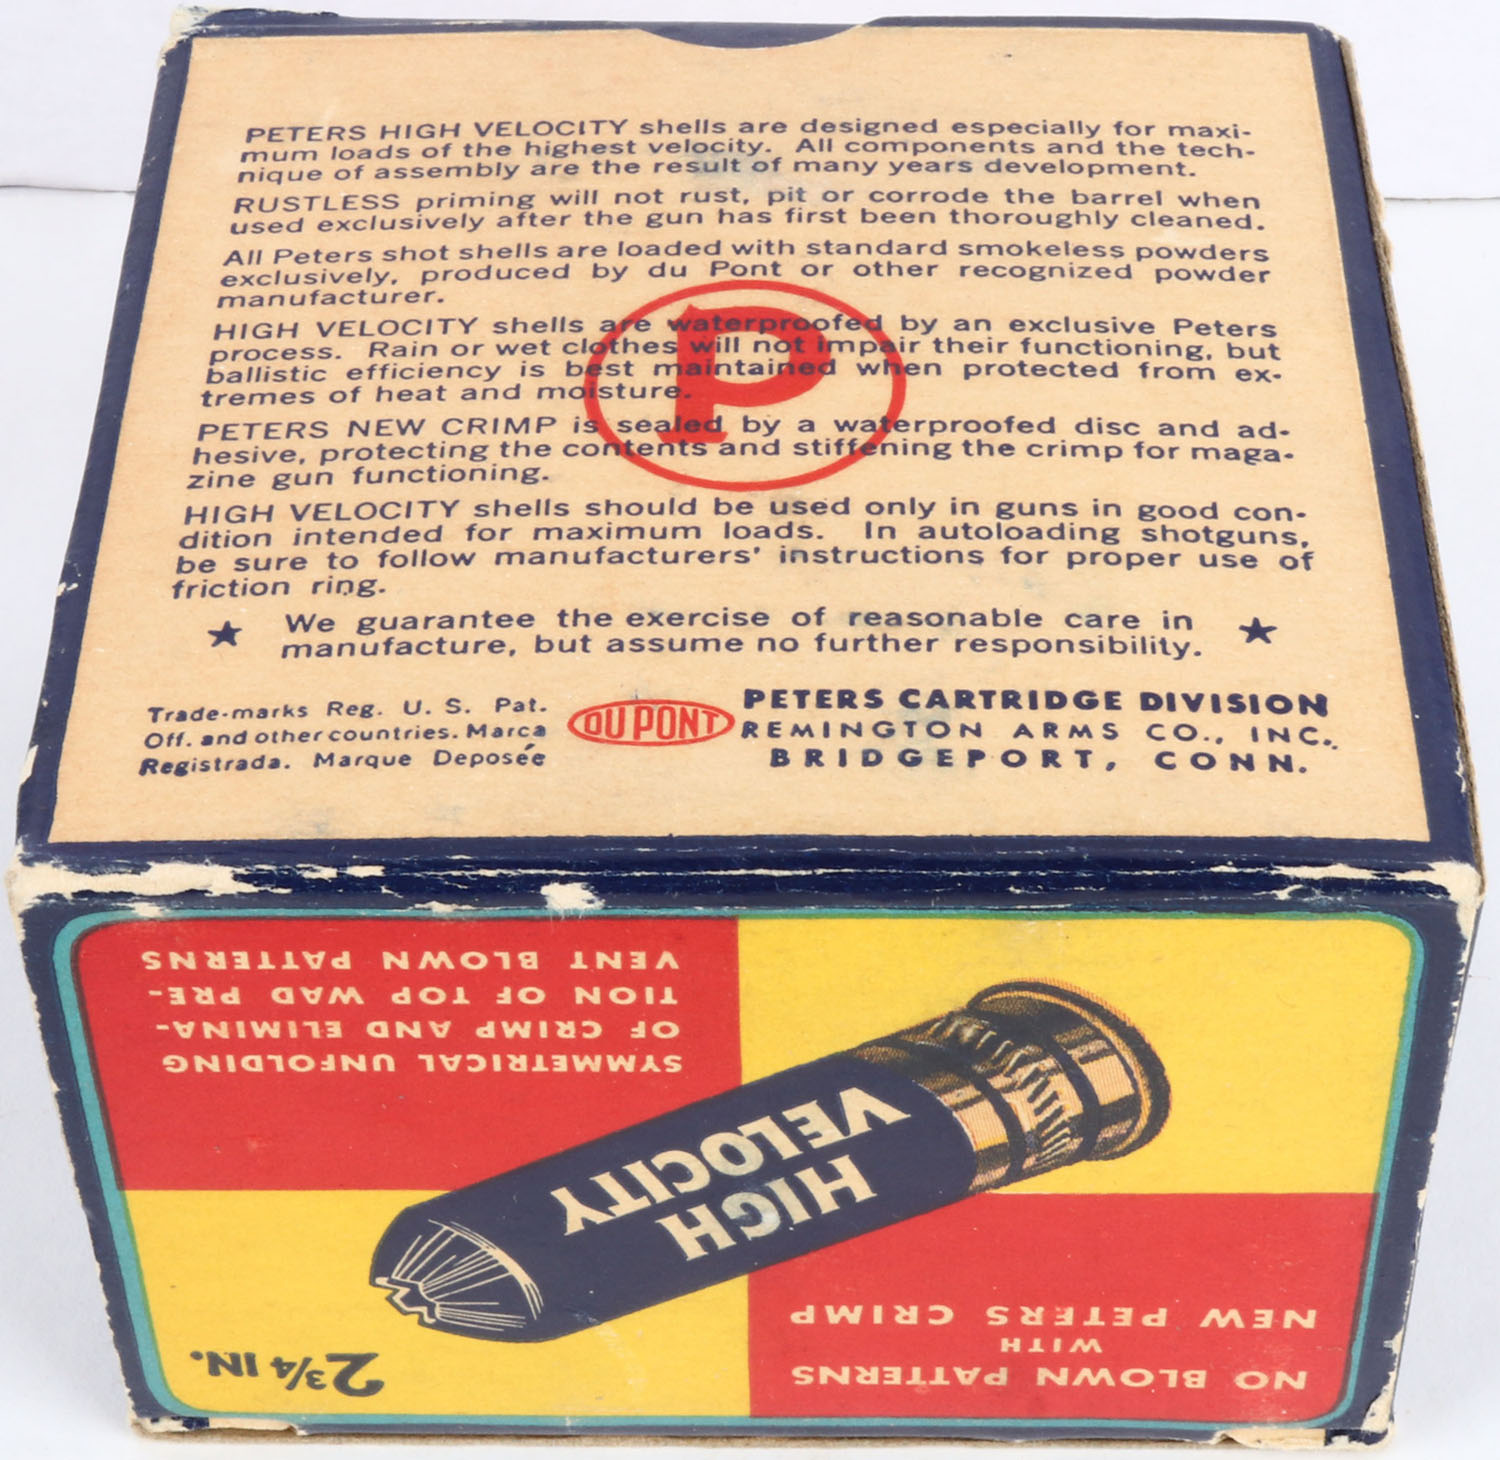 PETERS HIGH VELOCITY shells are designed especially for maxi-
mum loads of the highest velocity. All components and the tech-
nique of assembly are the result of many years development.
RUSTLESS priming will not rust, pit or corrode the barrel when
used exclusively after the gun has first been thoroughly cleaned.
All Peters shot shells are loaded with standard smokeless powders
exclusively, produced by du Pont or other recognized powder
manufacturer.
HIGH VELOCITY shells are waterproofed by an exclusive Peters
process. Rain or wet clothes will not impair their functioning, but
ballistic efficiency is best maintained when protected from ex-
tremes of heat and moisture.
P
PETERS NEW CRIMP is sealed by a waterproofed disc and ad-
hesive, protecting the contents and stiffening the crimp for maga-
zine gun functioning.
HIGH VELOCITY shells should be used only in guns in good con-
dition intended for maximum loads. In autoloading shotguns,
be sure to follow manufacturers' instructions for proper use of
friction ring.
★ We guarantee the exercise of reasonable care in ★
manufacture, but assume no further responsibility.
Trade-marks Reg. U. S. Pat.
Off. and other countries. Marca
Registrada. Marque Deposée
DU PONT
PETERS CARTRIDGE DIVISION
REMINGTON ARMS CO., INC.
BRIDGEPORT, CONN.
NO BLOWN PATTERNS
WITH
NEW PETERS CRIMP
2 3/4 IN.
HIGH
VELOCITY
SYMMETRICAL UNFOLDING
OF CRIMP AND ELIMINA-
TION OF TOP WAD PRE-
VENT BLOWN PATTERNS